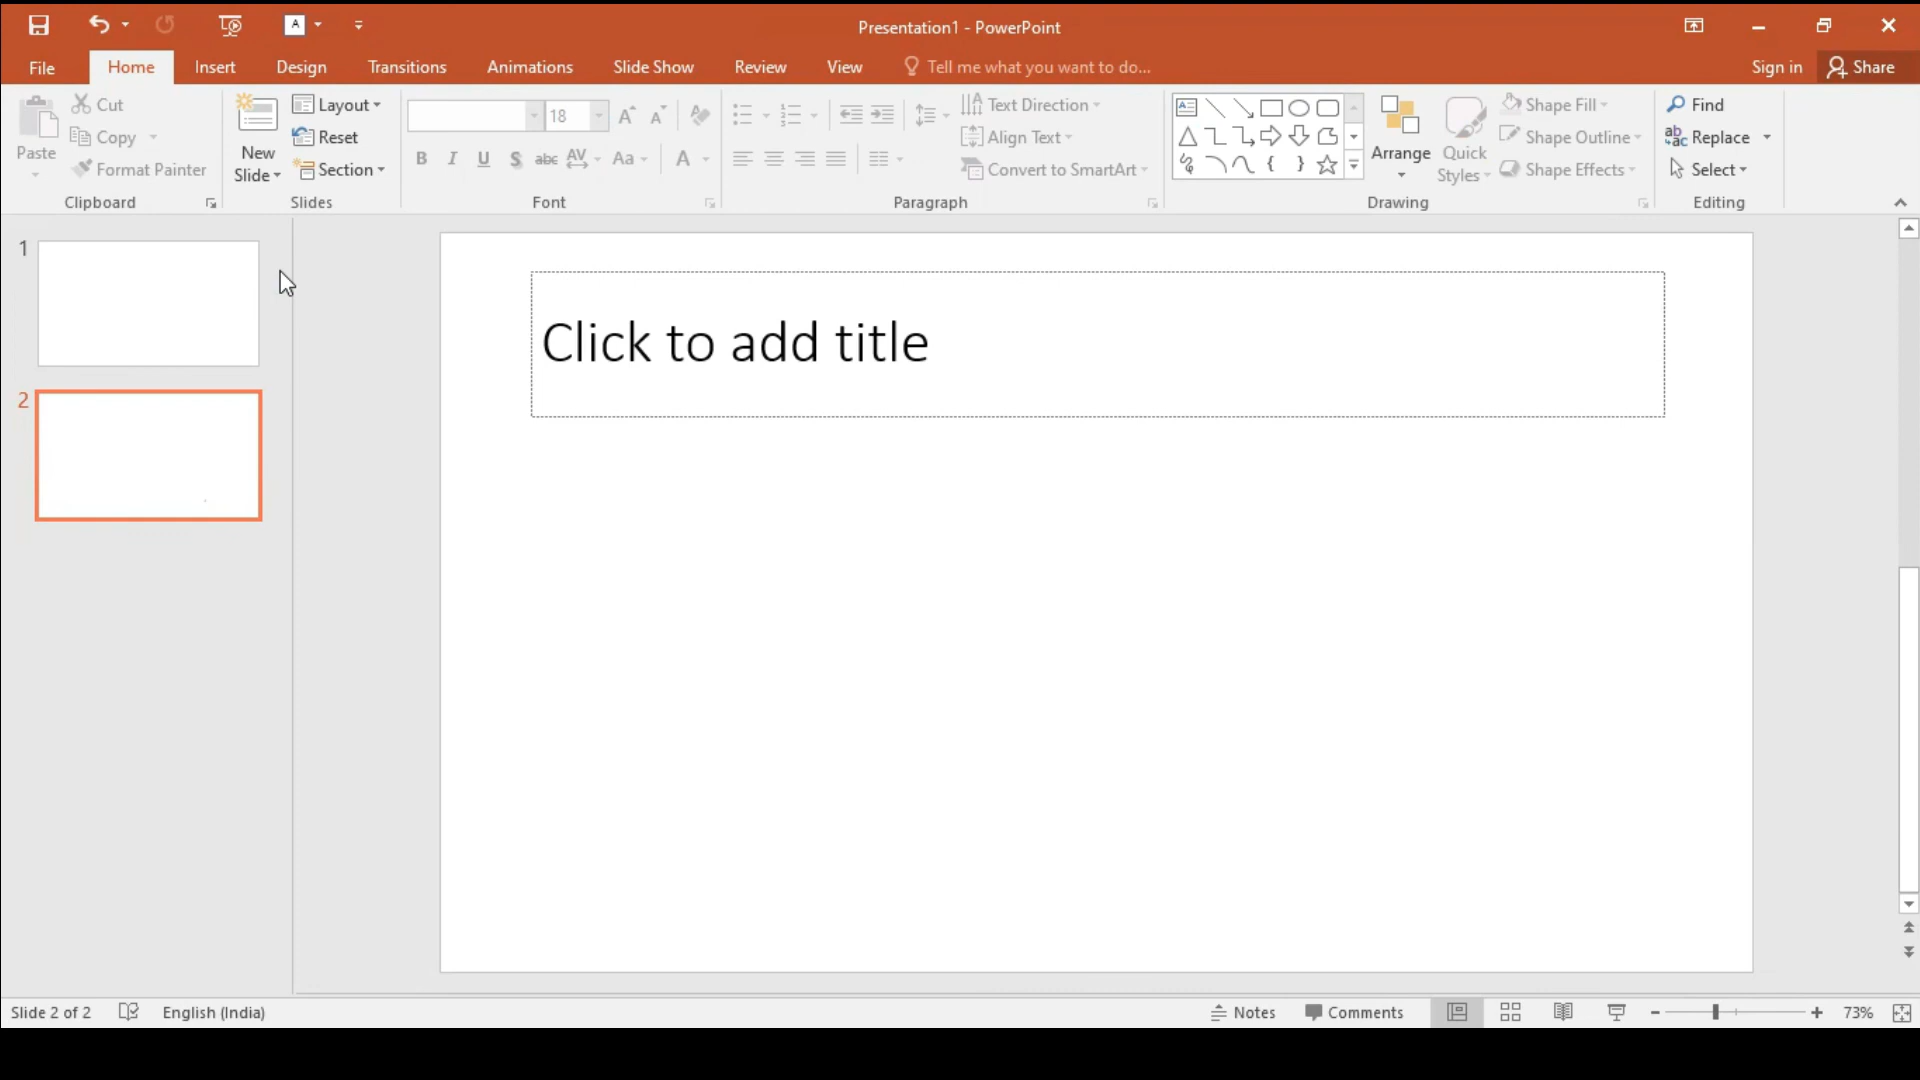 Presentation1 - PowerPoint
File Home Insert Design Transitions Animations Slide Show Review View Tell me what you want to do... Sign in Share
Paste Cut Copy Format Painter Clipboard
New Slide Layout Reset Section Slides
18
B I U S abc AV Aa A Font
Text Direction Align Text Convert to SmartArt Paragraph
Arrange Quick Styles Shape Fill Shape Outline Shape Effects Drawing
Find Replace Select Editing
1
2
Click to add title
Slide 2 of 2 English (India) Notes Comments 73%